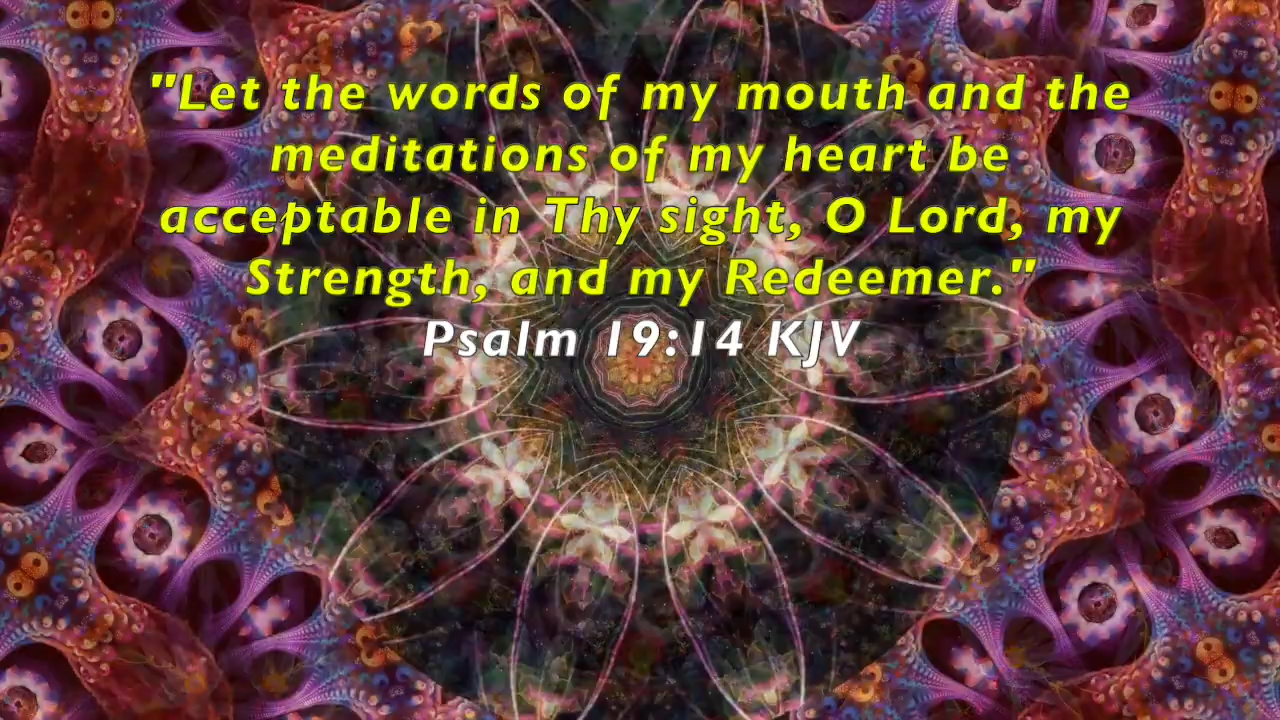 "Let the words of my mouth and the
meditations of my heart be
acceptable in Thy sight, O Lord, my
Strength, and my Redeemer."
Psalm 19:14 KJV